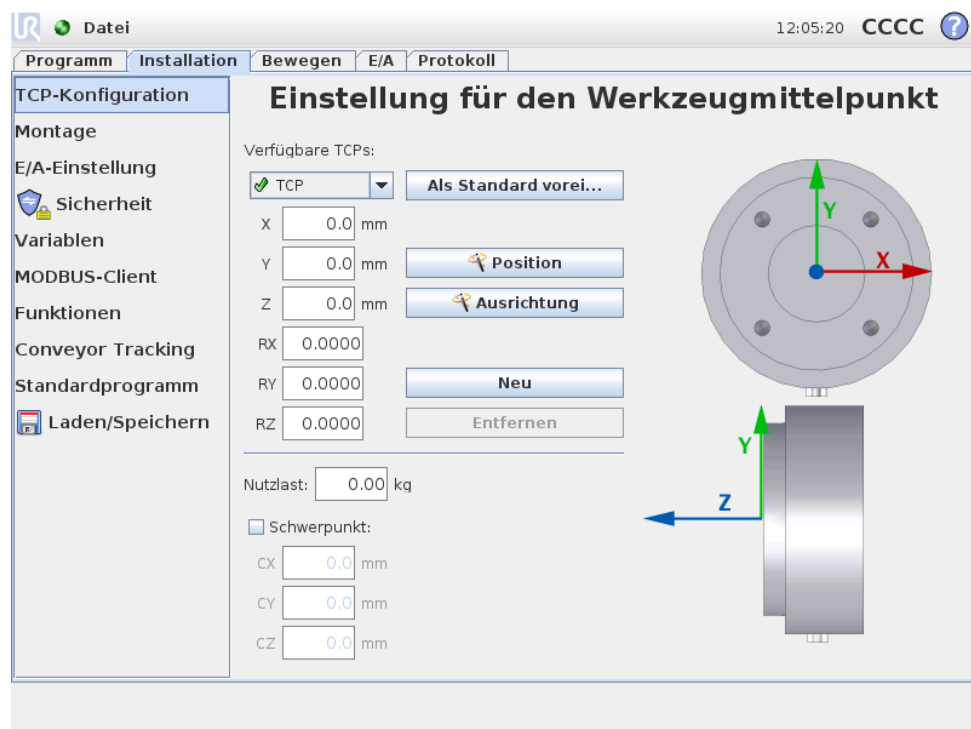 UR Datei 12:05:20 CCCC ?
Programm Installation Bewegen E/A Protokoll
TCP-Konfiguration
Montage
E/A-Einstellung
Sicherheit
Variablen
MODBUS-Client
Funktionen
Conveyor Tracking
Standardprogramm
Laden/Speichern
Einstellung für den Werkzeugmittelpunkt
Verfügbare TCPs:
TCP Als Standard vorei...
X 0.0 mm
Y 0.0 mm Position
Z 0.0 mm Ausrichtung
RX 0.0000
RY 0.0000 Neu
RZ 0.0000 Entfernen
Nutzlast: 0.00 kg
Schwerpunkt:
CX 0.0 mm
CY 0.0 mm
CZ 0.0 mm
Y
X
Y
Z